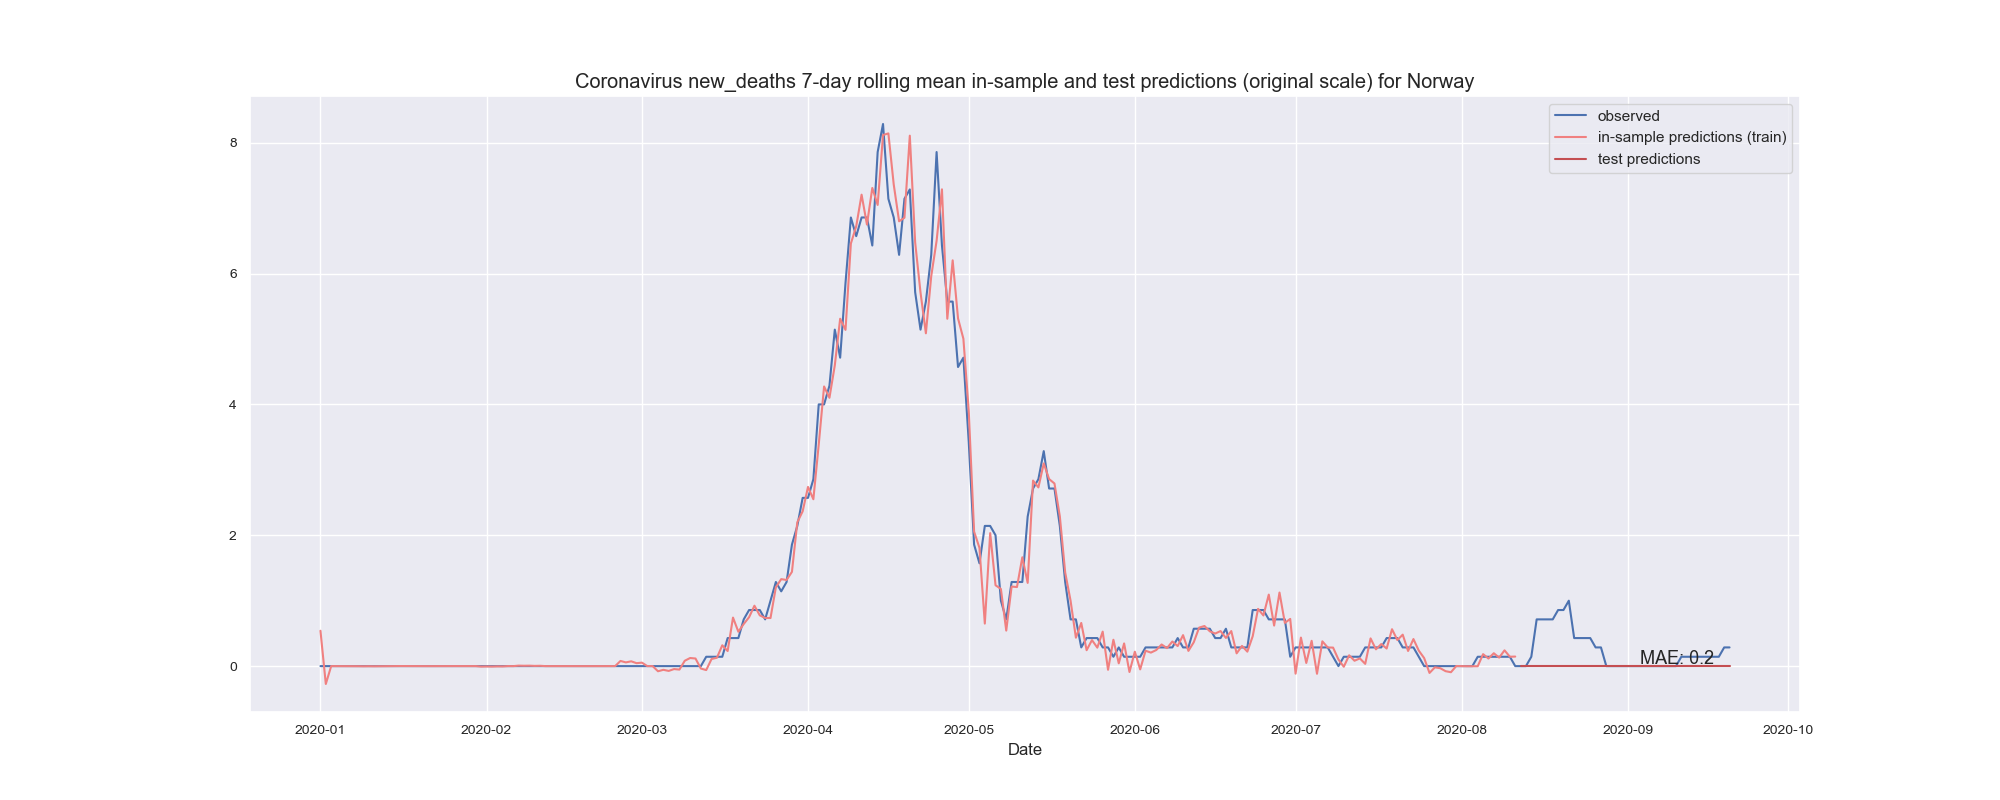 Coronavirus new_deaths 7-day rolling mean in-sample and test predictions (original scale) for Norway
observed
in-sample predictions (train)
test predictions
8
6
4
2
0
MAE: 0.2
2020-01 2020-02 2020-03 2020-04 2020-05 2020-06 2020-07 2020-08 2020-09 2020-10
Date